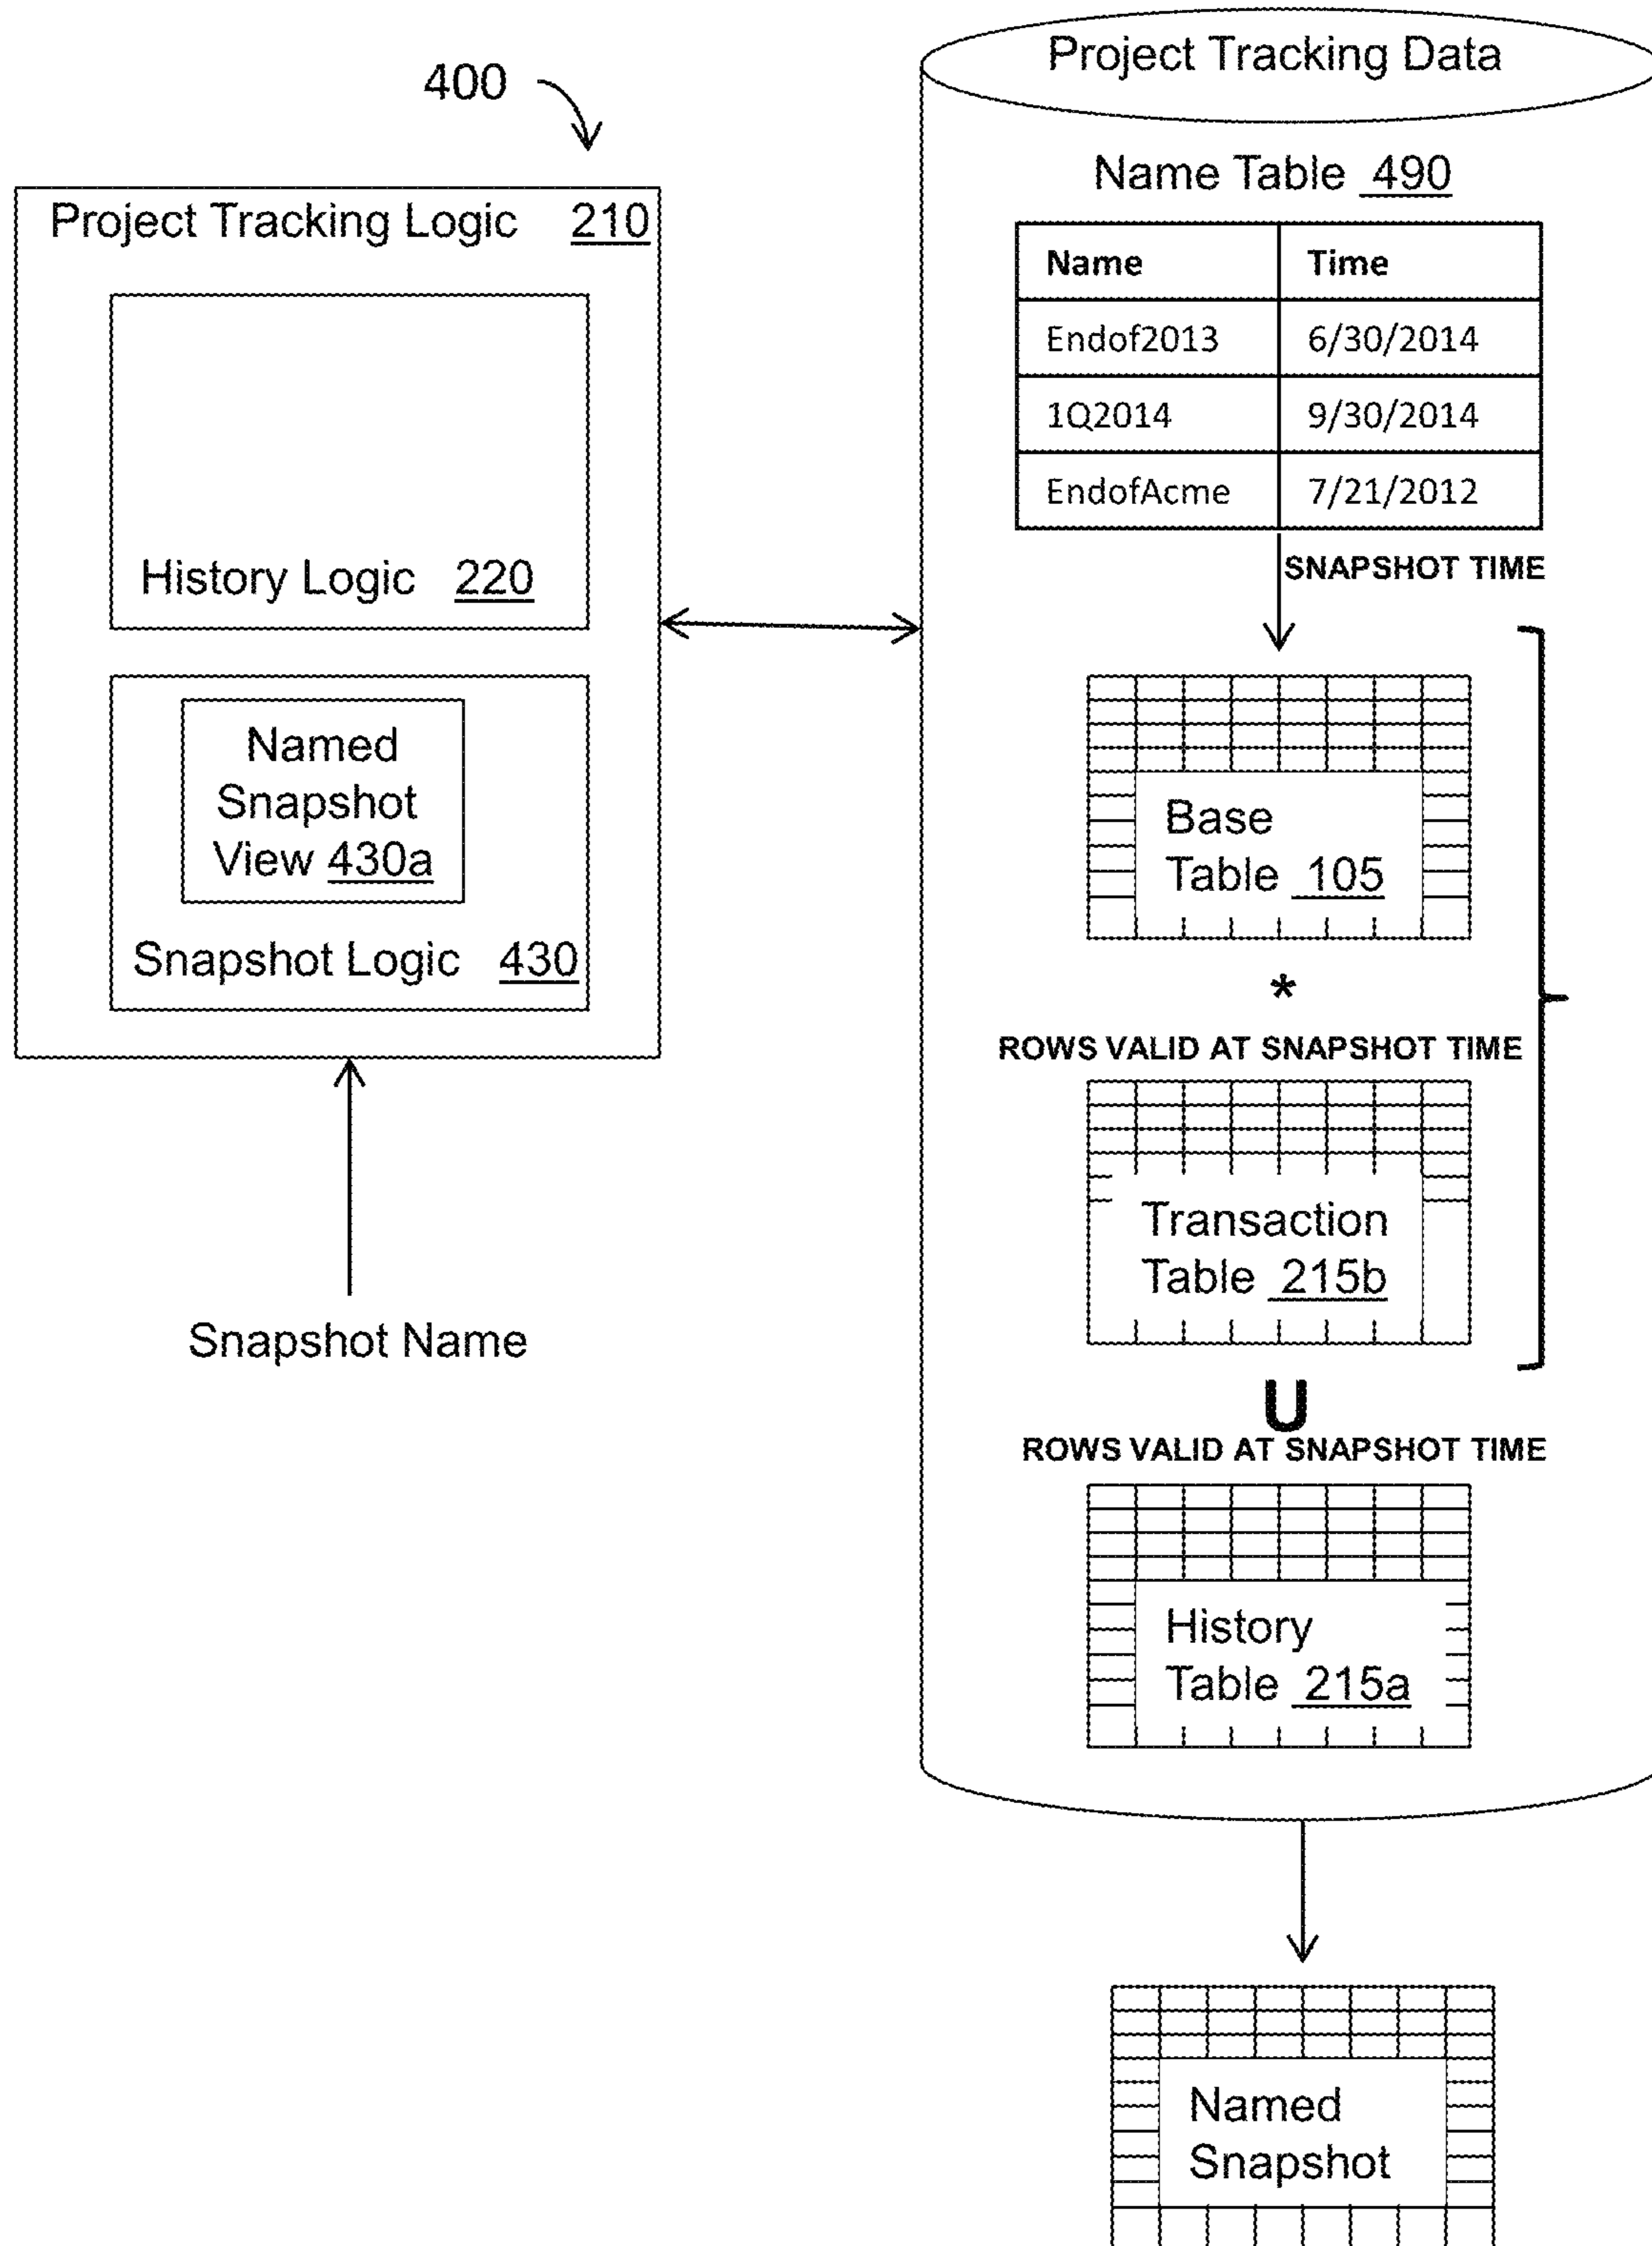 400
Project Tracking Logic 210
History Logic 220
Named
Snapshot
View 430a
Snapshot Logic 430
Snapshot Name
Project Tracking Data
Name Table 490
Name Time
Endof2013 6/30/2014
1Q2014 9/30/2014
EndofAcme 7/21/2012
SNAPSHOT TIME
Base
Table 105
*
ROWS VALID AT SNAPSHOT TIME
Transaction
Table 215b
U
ROWS VALID AT SNAPSHOT TIME
History
Table 215a
Named
Snapshot